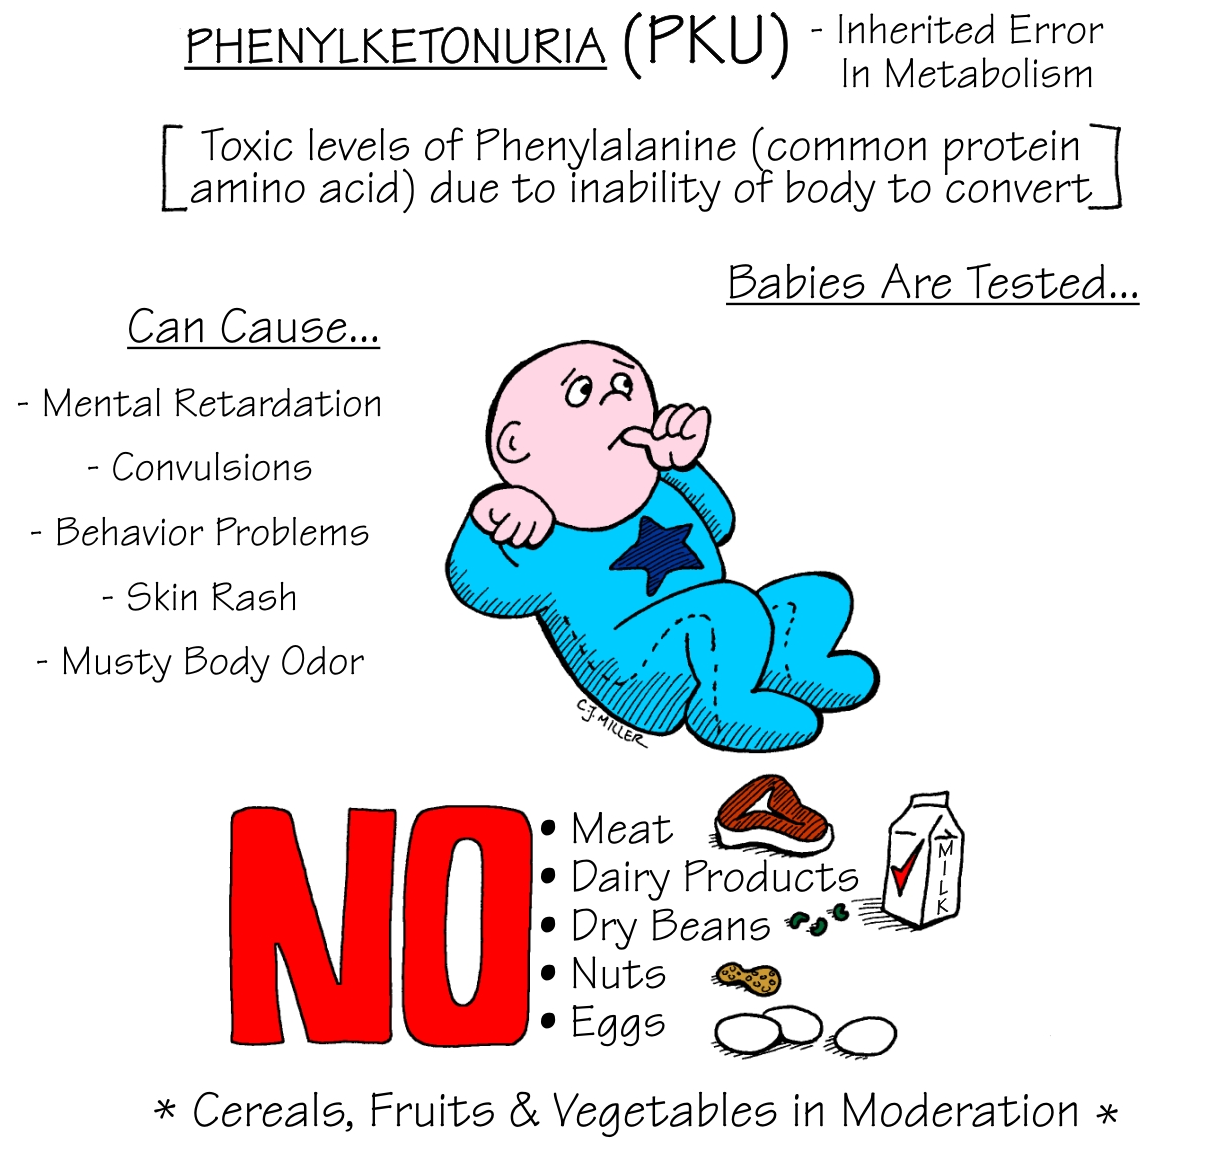 PHENYLKETONURIA (PKU) - Inherited Error
In Metabolism
[Toxic levels of Phenylalanine (common protein
amino acid) due to inability of body to convert]
Babies Are Tested...
Can Cause...
- Mental Retardation
- Convulsions
- Behavior Problems
- Skin Rash
- Musty Body Odor
C.J. MILLER
NO
• Meat
• Dairy Products
• Dry Beans
• Nuts
• Eggs
MILK
* Cereals, Fruits & Vegetables in Moderation *